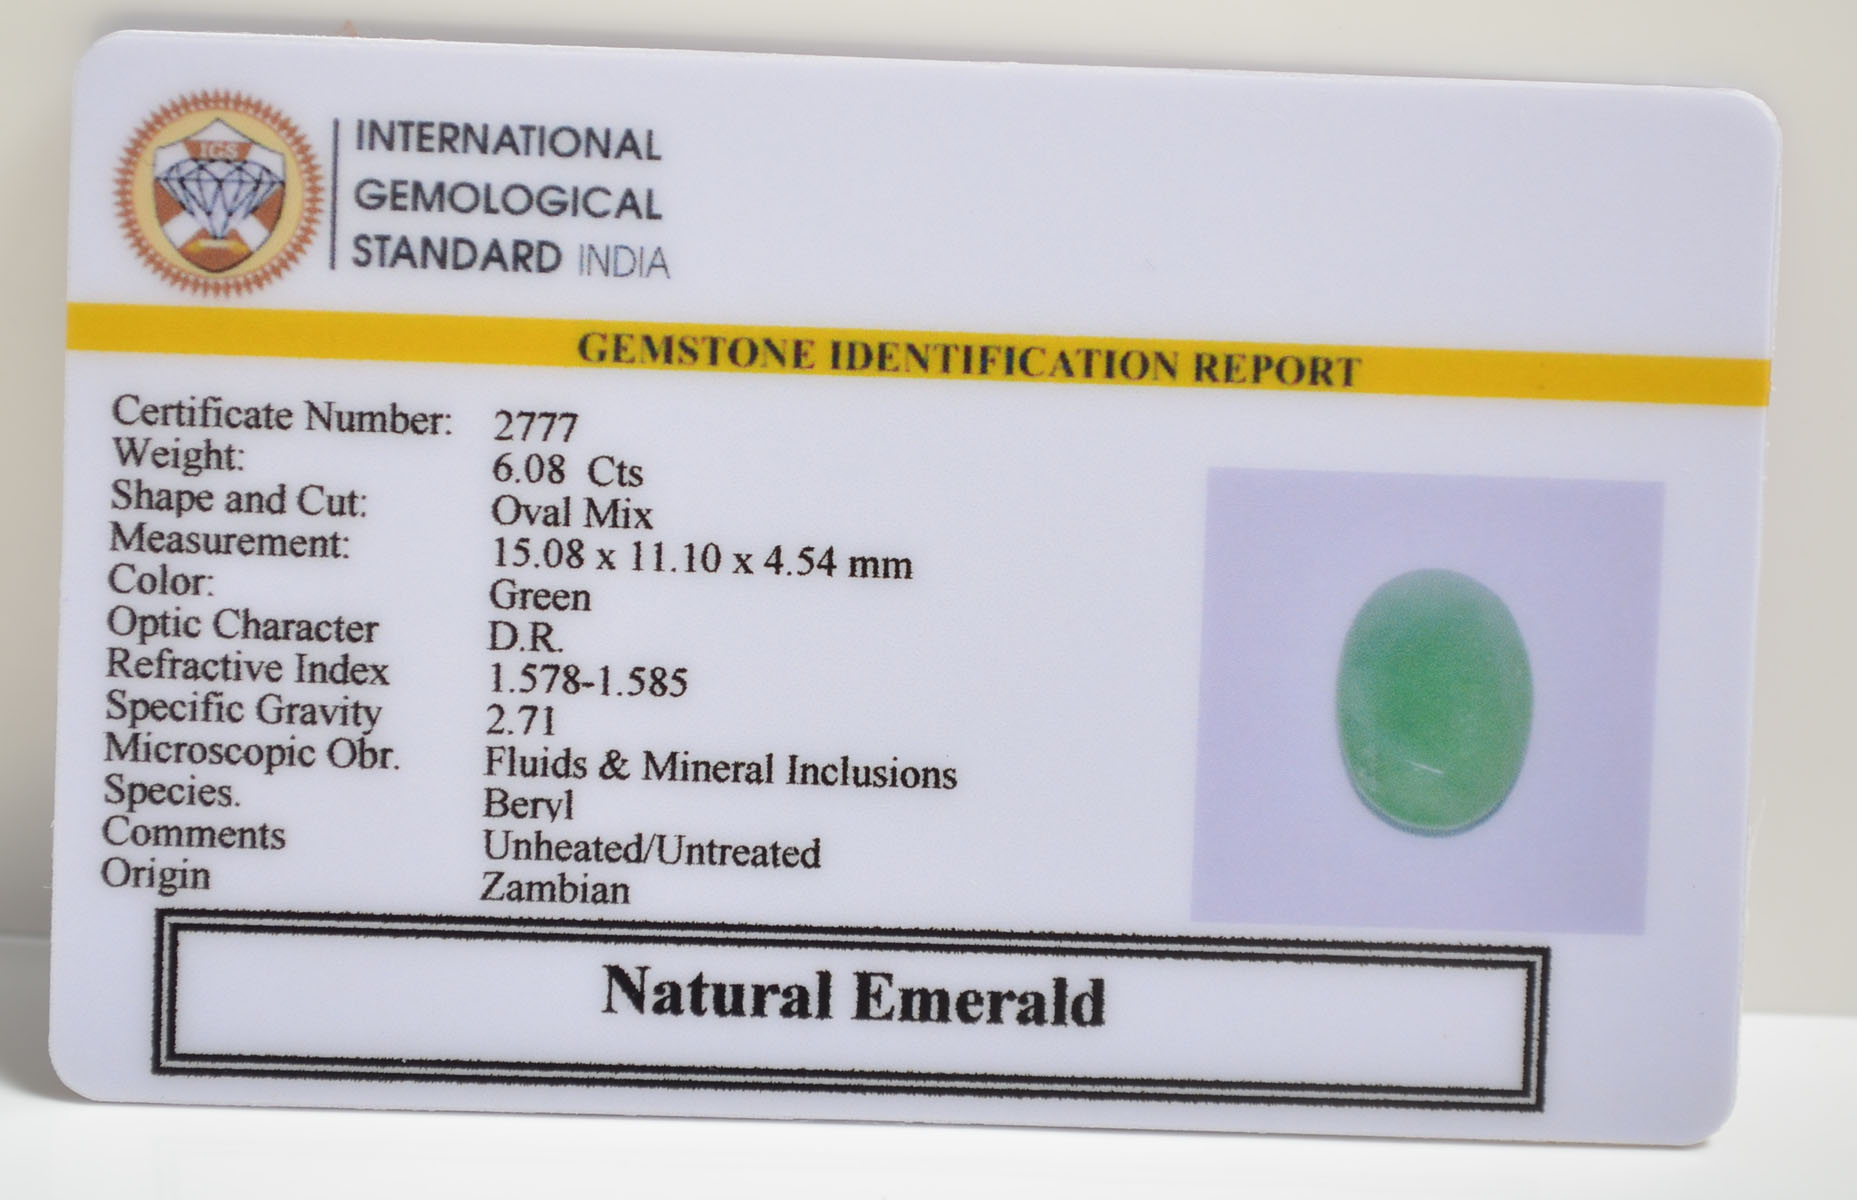 IGS
INTERNATIONAL
GEMOLOGICAL
STANDARD INDIA
GEMSTONE IDENTIFICATION REPORT
Certificate Number: 2777
Weight: 6.08 Cts
Shape and Cut: Oval Mix
Measurement: 15.08 x 11.10 x 4.54 mm
Color: Green
Optic Character D.R.
Refractive Index 1.578-1.585
Specific Gravity 2.71
Microscopic Obr. Fluids & Mineral Inclusions
Species. Beryl
Comments Unheated/Untreated
Origin Zambian
Natural Emerald